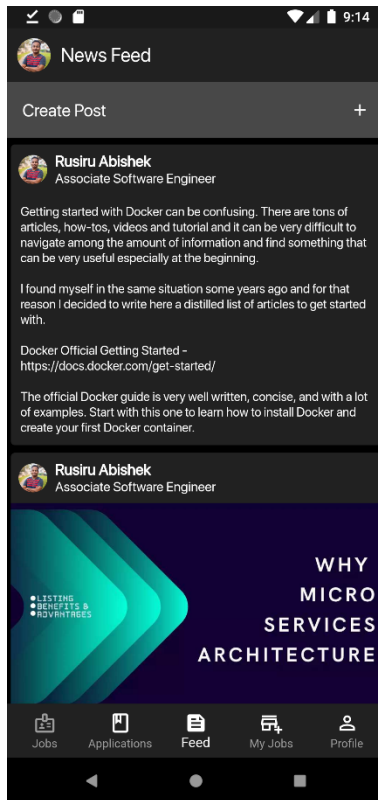 9:14
News Feed
Create Post +
Rusiru Abishek
Associate Software Engineer
Getting started with Docker can be confusing. There are tons of
articles, how-tos, videos and tutorial and it can be very difficult to
navigate among the amount of information and find something that
can be very useful especially at the beginning.
I found myself in the same situation some years ago and for that
reason I decided to write here a distilled list of articles to get started
with.
Docker Official Getting Started -
https://docs.docker.com/get-started/
The official Docker guide is very well written, concise, and with a lot
of examples. Start with this one to learn how to install Docker and
create your first Docker container.
Rusiru Abishek
Associate Software Engineer
LISTING
BENEFITS &
ADVANTAGES
WHY
MICRO
SERVICES
ARCHITECTURE
Jobs
Applications
Feed
My Jobs
Profile